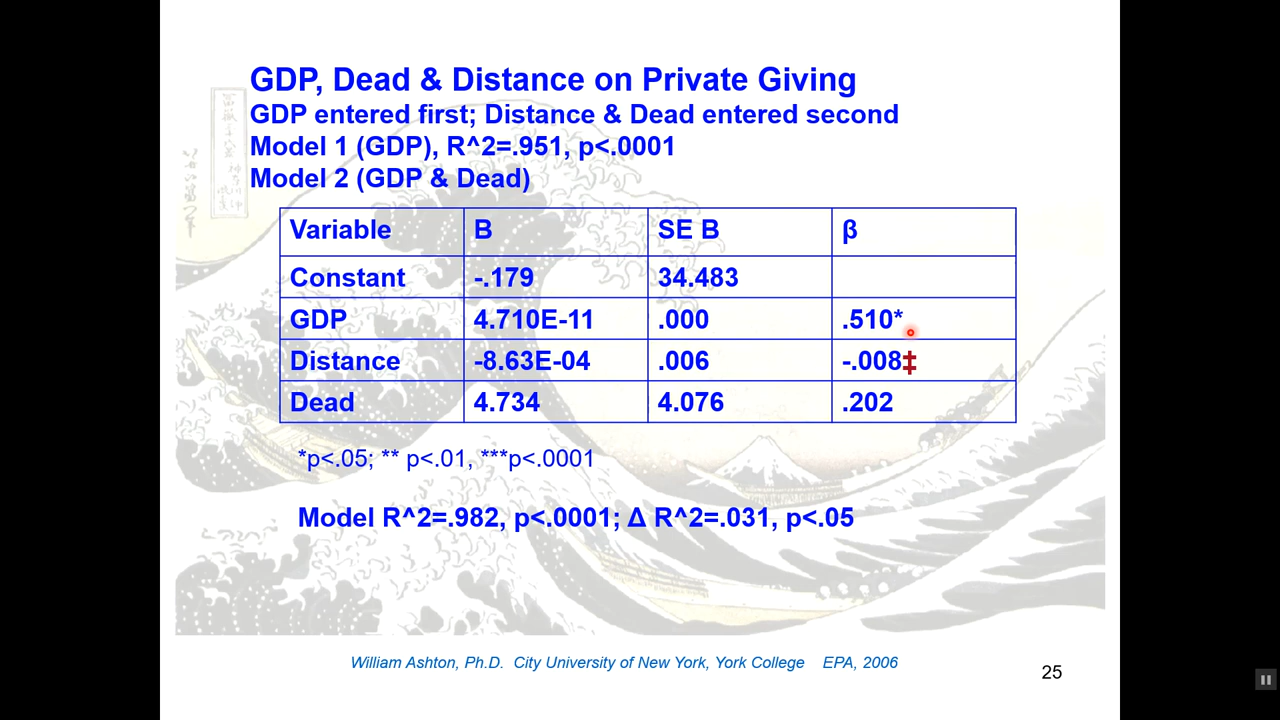 GDP, Dead & Distance on Private Giving
GDP entered first; Distance & Dead entered second
Model 1 (GDP), R^2=.951, p<.0001
Model 2 (GDP & Dead)
Variable B SE B β
Constant -.179 34.483
GDP 4.710E-11 .000 .510*
Distance -8.63E-04 .006 -.008‡
Dead 4.734 4.076 .202
*p<.05; ** p<.01, ***p<.0001
Model R^2=.982, p<.0001; Δ R^2=.031, p<.05
William Ashton, Ph.D. City University of New York, York College EPA, 2006
25